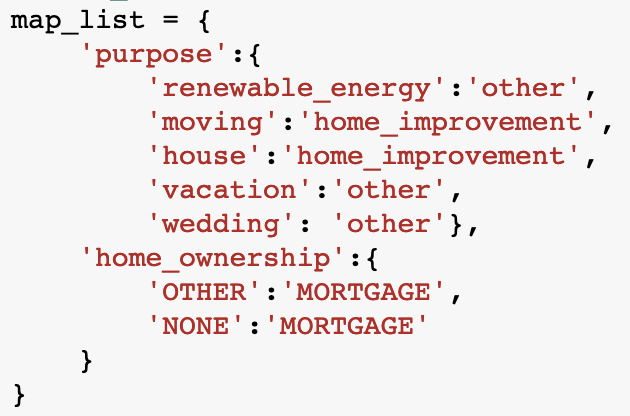 map_list = {
'purpose':{
'renewable_energy':'other',
'moving':'home_improvement',
'house':'home_improvement',
'vacation':'other',
'wedding': 'other'},
'home_ownership':{
'OTHER':'MORTGAGE',
'NONE':'MORTGAGE'
}
}